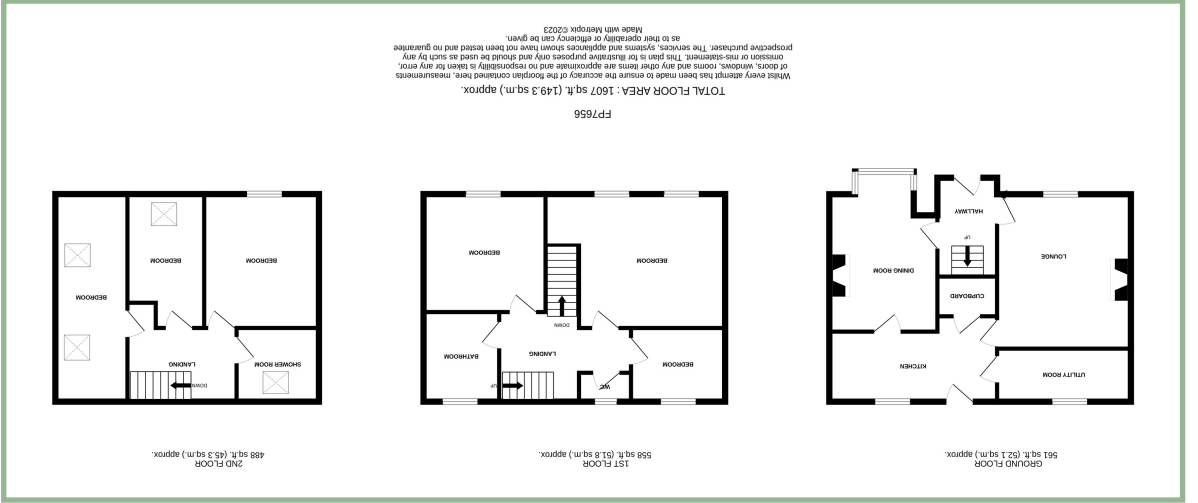 GROUND FLOOR
561 sq.ft. (52.1 sq.m.) approx.
UTILITY ROOM
KITCHEN
CUPBOARD
LOUNGE
DINING ROOM
UP
HALLWAY
1ST FLOOR
558 sq.ft. (51.8 sq.m.) approx.
WC
UP
BEDROOM
BATHROOM
LANDING
DOWN
BEDROOM
BEDROOM
2ND FLOOR
488 sq.ft. (45.3 sq.m.) approx.
DOWN
SHOWER ROOM
LANDING
BEDROOM
BEDROOM
BEDROOM
FP7656
TOTAL FLOOR AREA : 1607 sq.ft. (149.3 sq.m.) approx.
Whilst every attempt has been made to ensure the accuracy of the floorplan contained here, measurements
of doors, windows, rooms and any other items are approximate and no responsibility is taken for any error,
omission or mis-statement. This plan is for illustrative purposes only and should be used as such by any
prospective purchaser. The services, systems and appliances shown have not been tested and no guarantee
as to their operability or efficiency can be given.
Made with Metropix ©2023